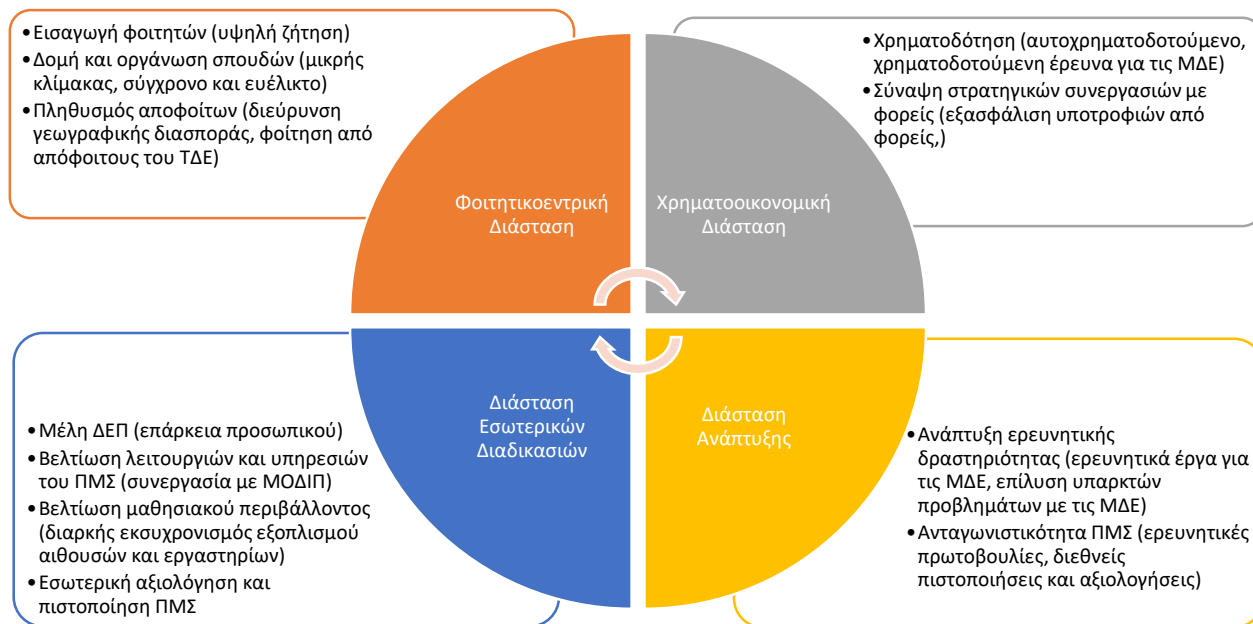 •Εισαγωγή φοιτητών (υψηλή ζήτηση)
•Δομή και οργάνωση σπουδών (μικρής
κλίμακας, σύγχρονο και ευέλικτο)
•Πληθυσμός αποφοίτων (διεύρυνση
γεωγραφικής διασποράς, φοίτηση από
απόφοιτους του ΤΔΕ)
•Χρηματοδότηση (αυτοχρηματοδοτούμενο,
χρηματοδοτούμενη έρευνα για τις ΜΔΕ)
•Σύναψη στρατηγικών συνεργασιών με
φορείς (εξασφάλιση υποτροφιών από
φορείς,)
Φοιτητικοεντρική
Διάσταση
Χρηματοοικονομική
Διάσταση
Διάσταση
Εσωτερικών
Διαδικασιών
Διάσταση
Ανάπτυξης
•Μέλη ΔΕΠ (επάρκεια προσωπικού)
•Βελτίωση λειτουργιών και υπηρεσιών
του ΠΜΣ (συνεργασία με ΜΟΔΙΠ)
•Βελτίωση μαθησιακού περιβάλλοντος
(διαρκής εκσυχρονισμός εξοπλισμού
αιθουσών και εργαστηρίων)
•Εσωτερική αξιολόγηση και
πιστοποίηση ΠΜΣ
•Ανάπτυξη ερευνητικής
δραστηριότητας (ερευνητικά έργα για
τις ΜΔΕ, επίλυση υπαρκτών
προβλημάτων με τις ΜΔΕ)
•Ανταγωνιστικότητα ΠΜΣ (ερευνητικές
πρωτοβουλίες, διεθνείς
πιστοποιήσεις και αξιολογήσεις)